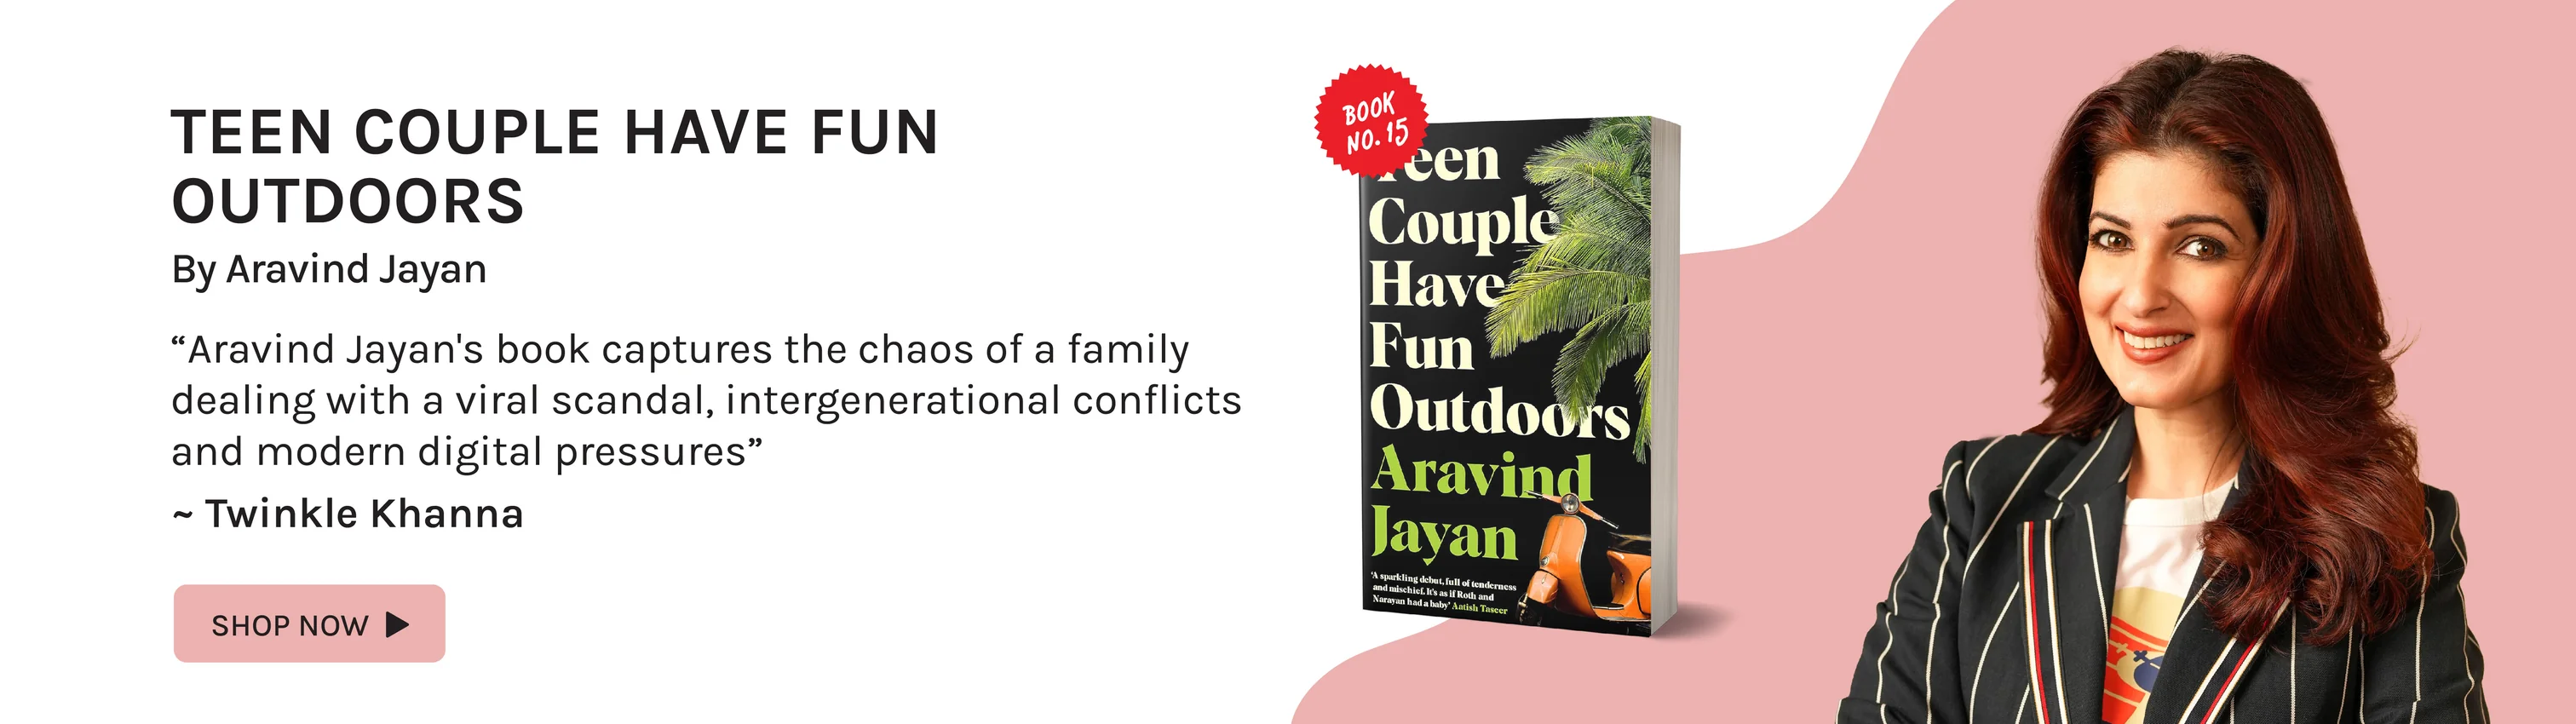 TEEN COUPLE HAVE FUN
OUTDOORS
By Aravind Jayan
“Aravind Jayan's book captures the chaos of a family
dealing with a viral scandal, intergenerational conflicts
and modern digital pressures”
~ Twinkle Khanna
SHOP NOW
BOOK
NO. 15
Teen
Couple
Have
Fun
Outdoors
Aravind
Jayan
‘A sparkling debut, full of tenderness
and mischief. It's as if Roth and
Narayan had a baby’ Aatish Taseer